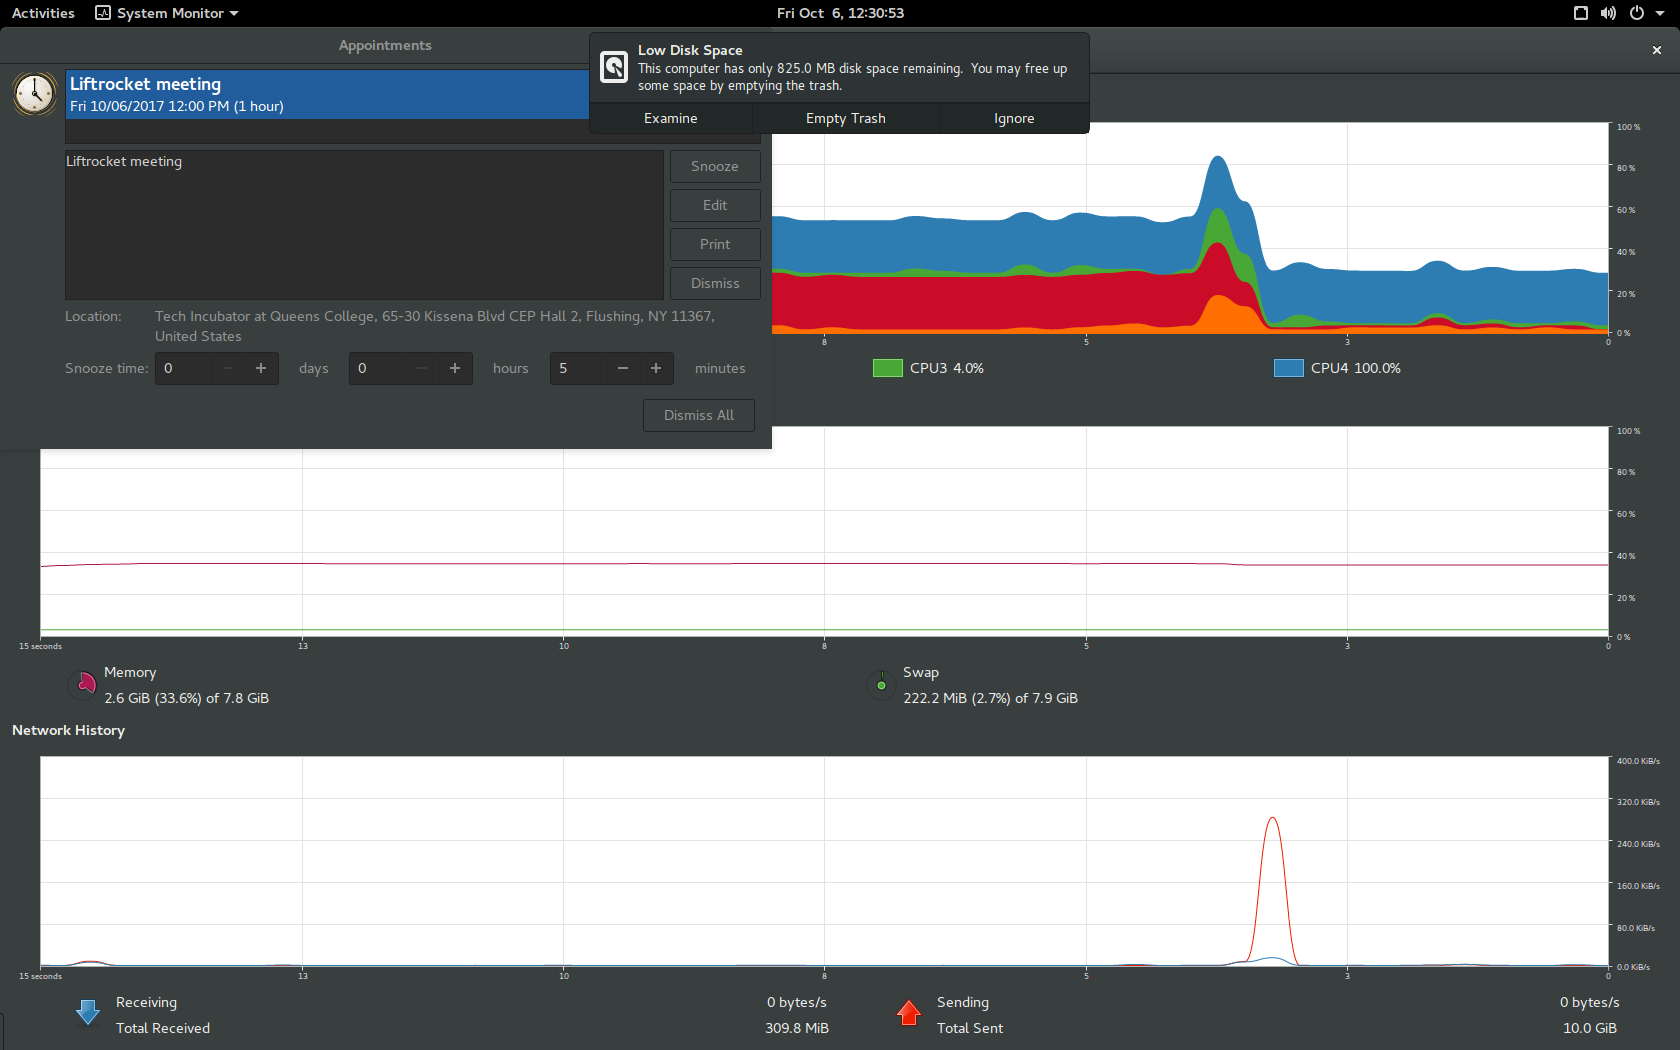 Activities
System Monitor
Fri Oct 6, 12:30:53
Appointments
Low Disk Space
This computer has only 825.0 MB disk space remaining. You may free up
some space by emptying the trash.
Examine
Empty Trash
Ignore
Liftrocket meeting
Fri 10/06/2017 12:00 PM (1 hour)
Liftrocket meeting
Snooze
Edit
Print
Dismiss
Location:
Tech Incubator at Queens College, 65-30 Kissena Blvd CEP Hall 2, Flushing, NY 11367,
United States
Snooze time:
0
days
0
hours
5
minutes
Dismiss All
100 %
80 %
60 %
40 %
20 %
0 %
8
5
3
0
CPU3 4.0%
CPU4 100.0%
100 %
80 %
60 %
40 %
20 %
0 %
15 seconds
13
10
8
5
3
0
Memory
2.6 GiB (33.6%) of 7.8 GiB
Swap
222.2 MiB (2.7%) of 7.9 GiB
Network History
400.0 KiB/s
320.0 KiB/s
240.0 KiB/s
160.0 KiB/s
80.0 KiB/s
0.0 KiB/s
15 seconds
13
10
8
5
3
0
Receiving
0 bytes/s
Total Received
309.8 MiB
Sending
0 bytes/s
Total Sent
10.0 GiB